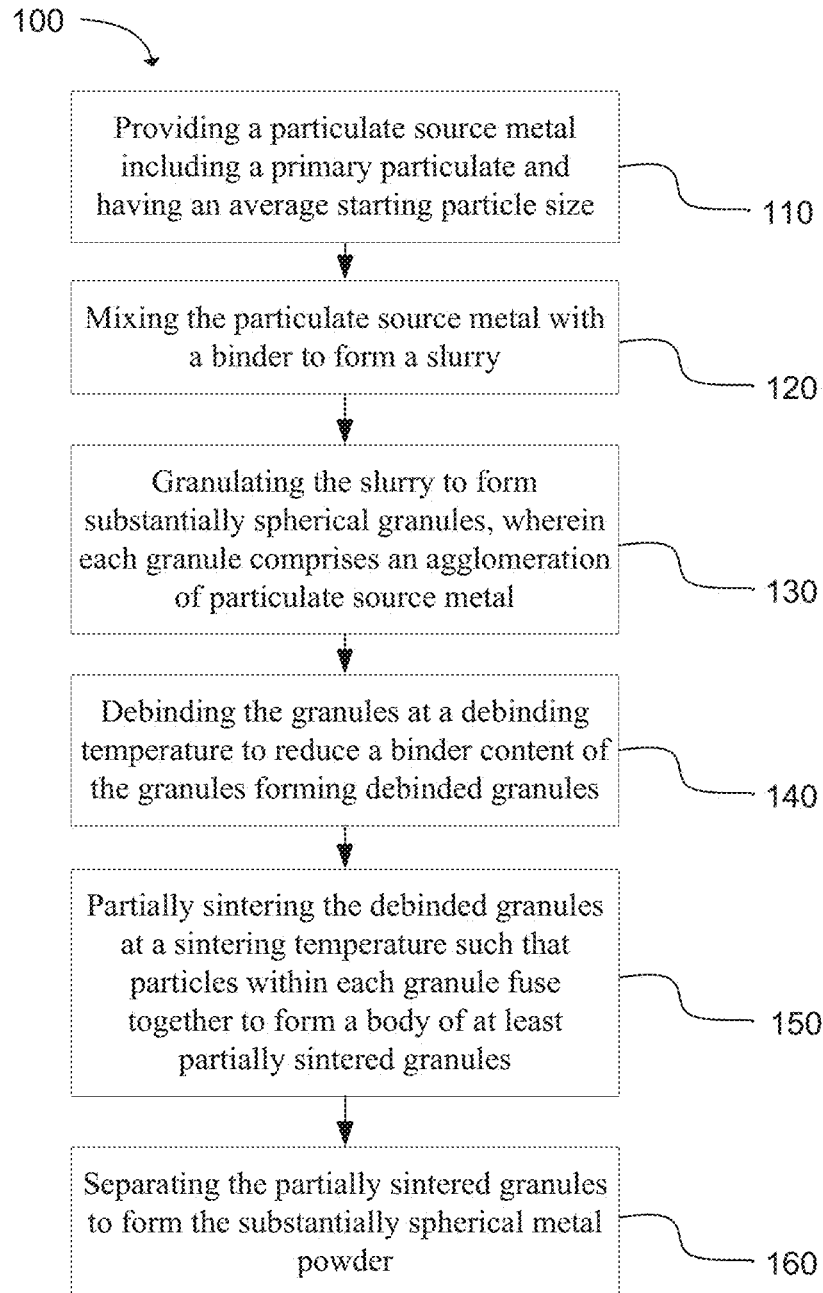 100
Providing a particulate source metal
including a primary particulate and
having an average starting particle size
110
Mixing the particulate source metal with
a binder to form a slurry
120
Granulating the slurry to form
substantially spherical granules, wherein
each granule comprises an agglomeration
of particulate source metal
130
Debinding the granules at a debinding
temperature to reduce a binder content of
the granules forming debinded granules
140
Partially sintering the debinded granules
at a sintering temperature such that
particles within each granule fuse
together to form a body of at least
partially sintered granules
150
Separating the partially sintered granules
to form the substantially spherical metal
powder
160